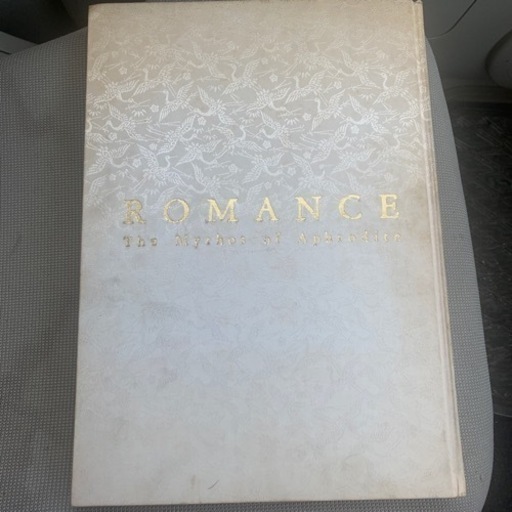 ROMANCE
The Mythos of Aphrodite